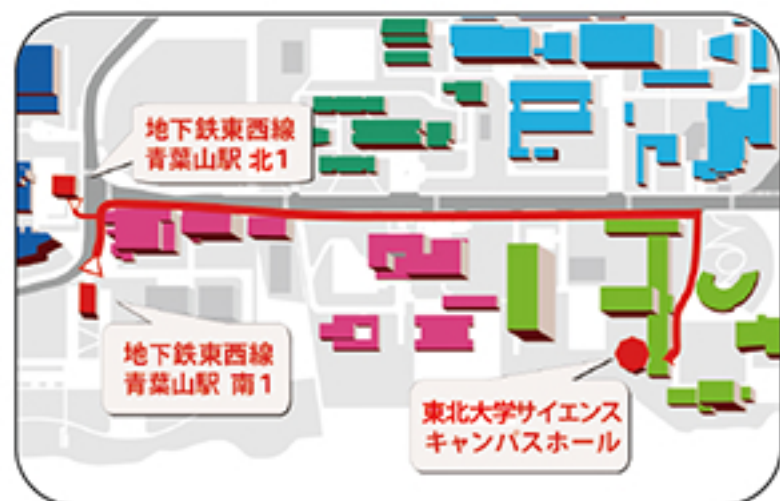 地下鉄東西線
青葉山駅 北1
地下鉄東西線
青葉山駅 南1
東北大学サイエンス
キャンパスホール